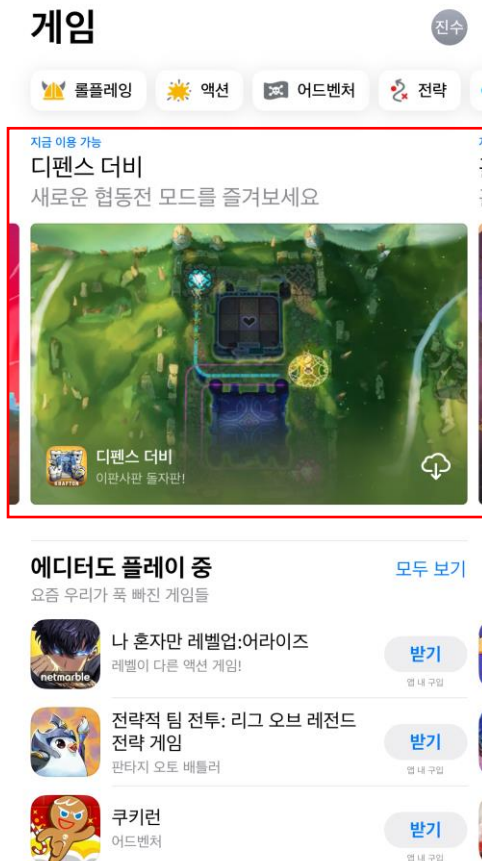 게임
진수
롤플레잉
액션
어드벤처
전략
지금 이용 가능
디펜스 더비
새로운 협동전 모드를 즐겨보세요
KRAFTON
디펜스 더비
이판사판 돌자판!
에디터도 플레이 중
모두 보기
요즘 우리가 푹 빠진 게임들
netmarble
나 혼자만 레벨업:어라이즈
레벨이 다른 액션 게임!
받기
앱 내 구입
전략적 팀 전투: 리그 오브 레전드
전략 게임
판타지 오토 배틀러
받기
앱 내 구입
쿠키런
어드벤처
받기
앱 내 구입